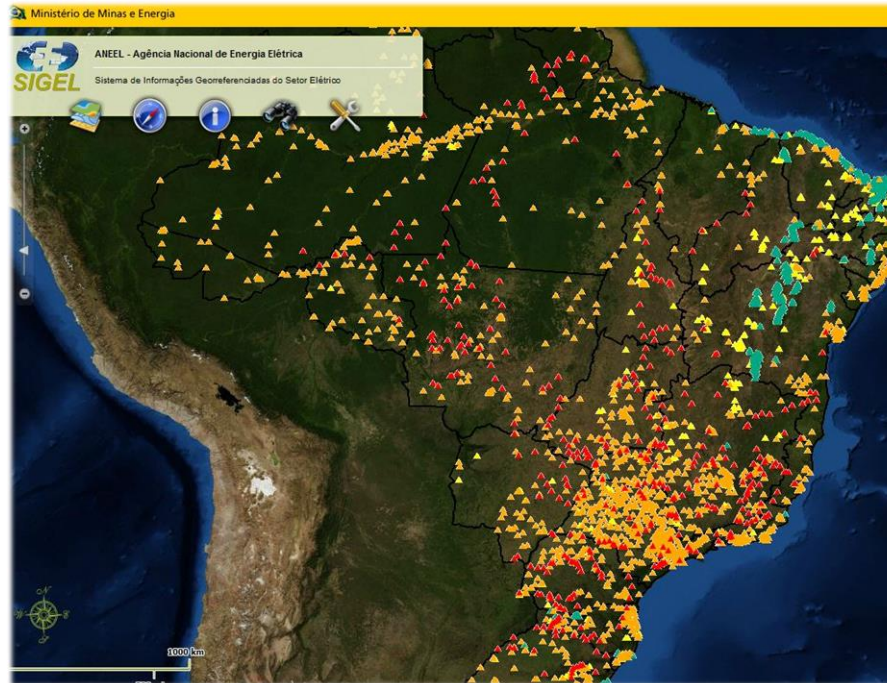 Ministério de Minas e Energia
ANEEL - Agência Nacional de Energia Elétrica
SIGEL
Sistema de Informações Georreferenciadas do Setor Elétrico
1000 km